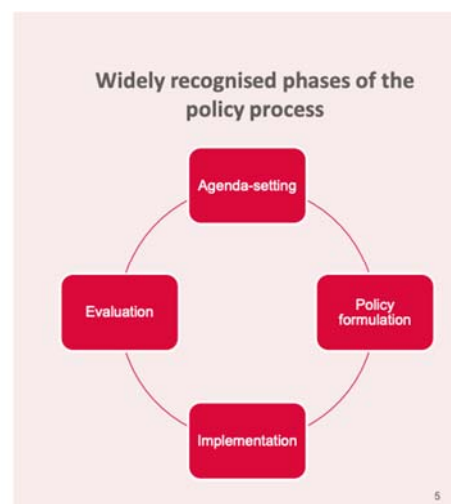 Widely recognised phases of the
policy process
Agenda-setting
Evaluation
Policy
formulation
Implementation
5